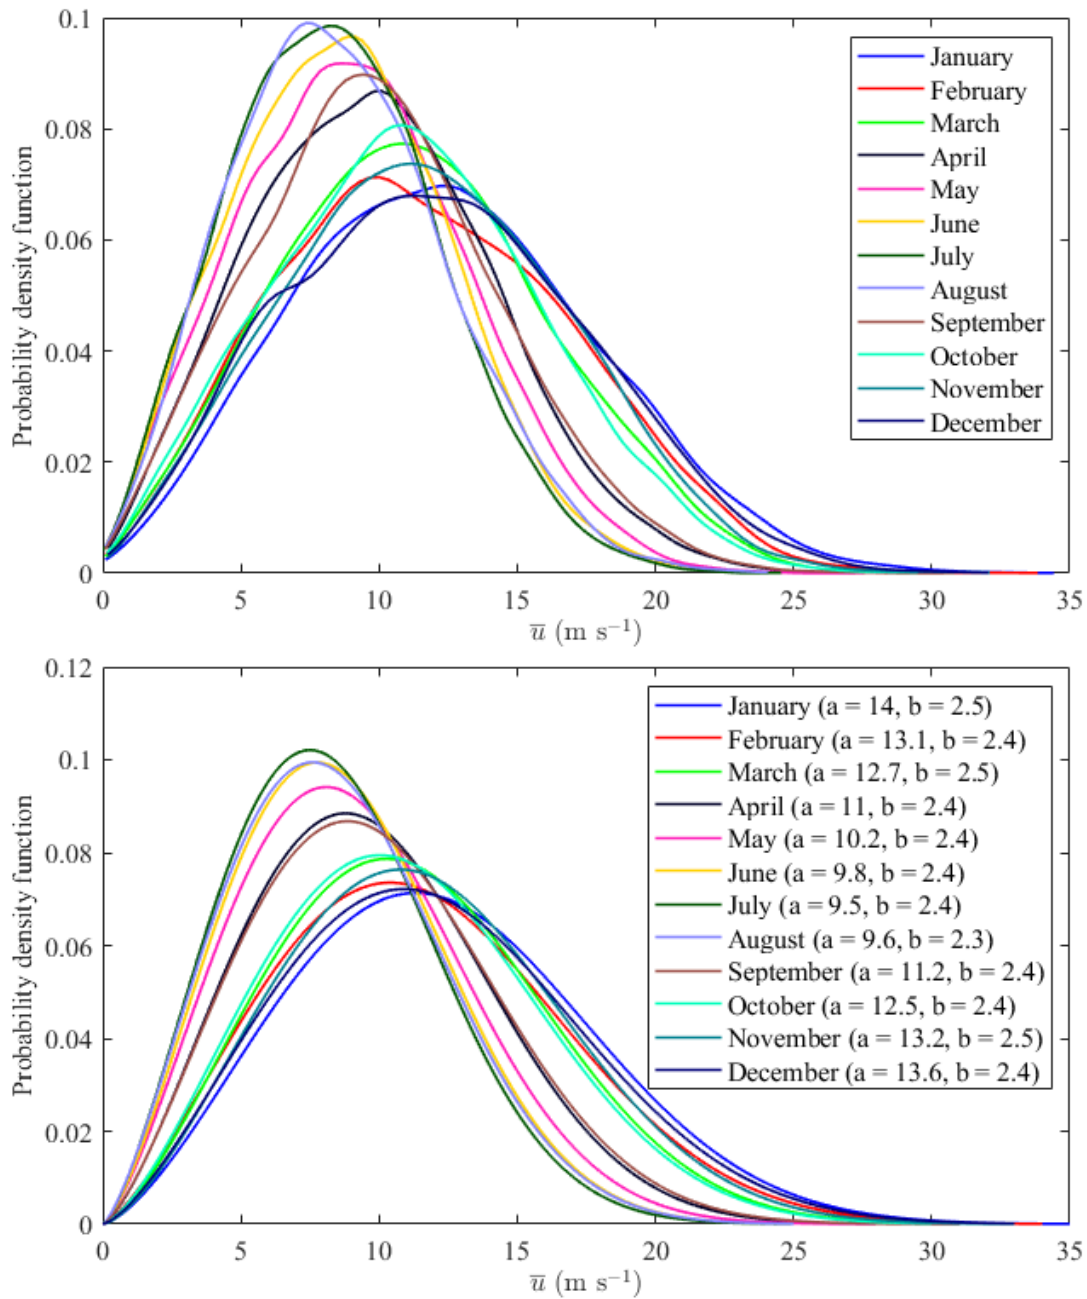 0.1
0.08
0.06
0.04
0.02
0
Probability density function
January
February
March
April
May
June
July
August
September
October
November
December
0 5 10 15 20 25 30 35
u̅ (m s⁻¹)
0.12
0.1
0.08
0.06
0.04
0.02
0
Probability density function
January (a = 14, b = 2.5)
February (a = 13.1, b = 2.4)
March (a = 12.7, b = 2.5)
April (a = 11, b = 2.4)
May (a = 10.2, b = 2.4)
June (a = 9.8, b = 2.4)
July (a = 9.5, b = 2.4)
August (a = 9.6, b = 2.3)
September (a = 11.2, b = 2.4)
October (a = 12.5, b = 2.4)
November (a = 13.2, b = 2.5)
December (a = 13.6, b = 2.4)
0 5 10 15 20 25 30 35
u̅ (m s⁻¹)